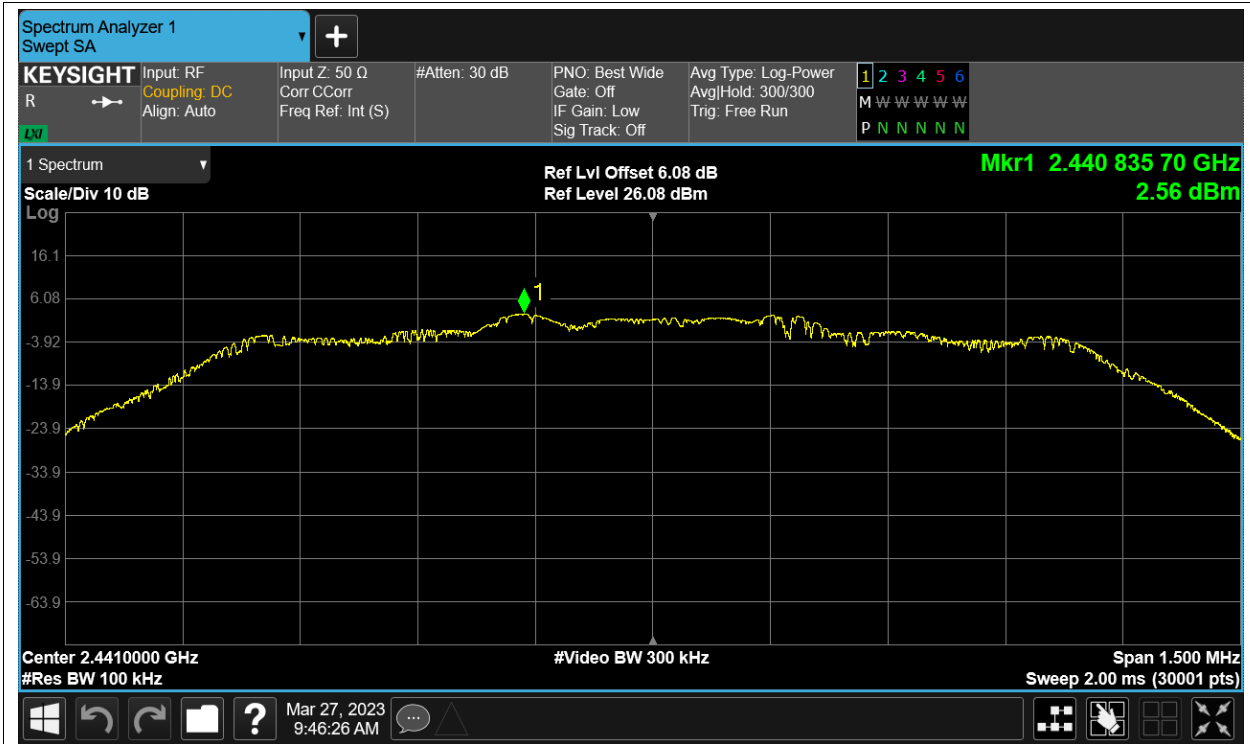 Spectrum Analyzer 1
Swept SA
KEYSIGHT
R
LXI
Input: RF
Coupling: DC
Align: Auto
Input Z: 50 Ω
Corr CCorr
Freq Ref: Int (S)
#Atten: 30 dB
PNO: Best Wide
Gate: Off
IF Gain: Low
Sig Track: Off
Avg Type: Log-Power
Avg|Hold: 300/300
Trig: Free Run
1 2 3 4 5 6
M W W W W W
P N N N N N
1 Spectrum
Scale/Div 10 dB
Log
Ref Lvl Offset 6.08 dB
Ref Level 26.08 dBm
Mkr1 2.440 835 70 GHz
2.56 dBm
16.1
6.08
1
-3.92
-13.9
-23.9
-33.9
-43.9
-53.9
-63.9
Center 2.4410000 GHz
#Video BW 300 kHz
Span 1.500 MHz
#Res BW 100 kHz
Sweep 2.00 ms (30001 pts)
?
Mar 27, 2023
9:46:26 AM